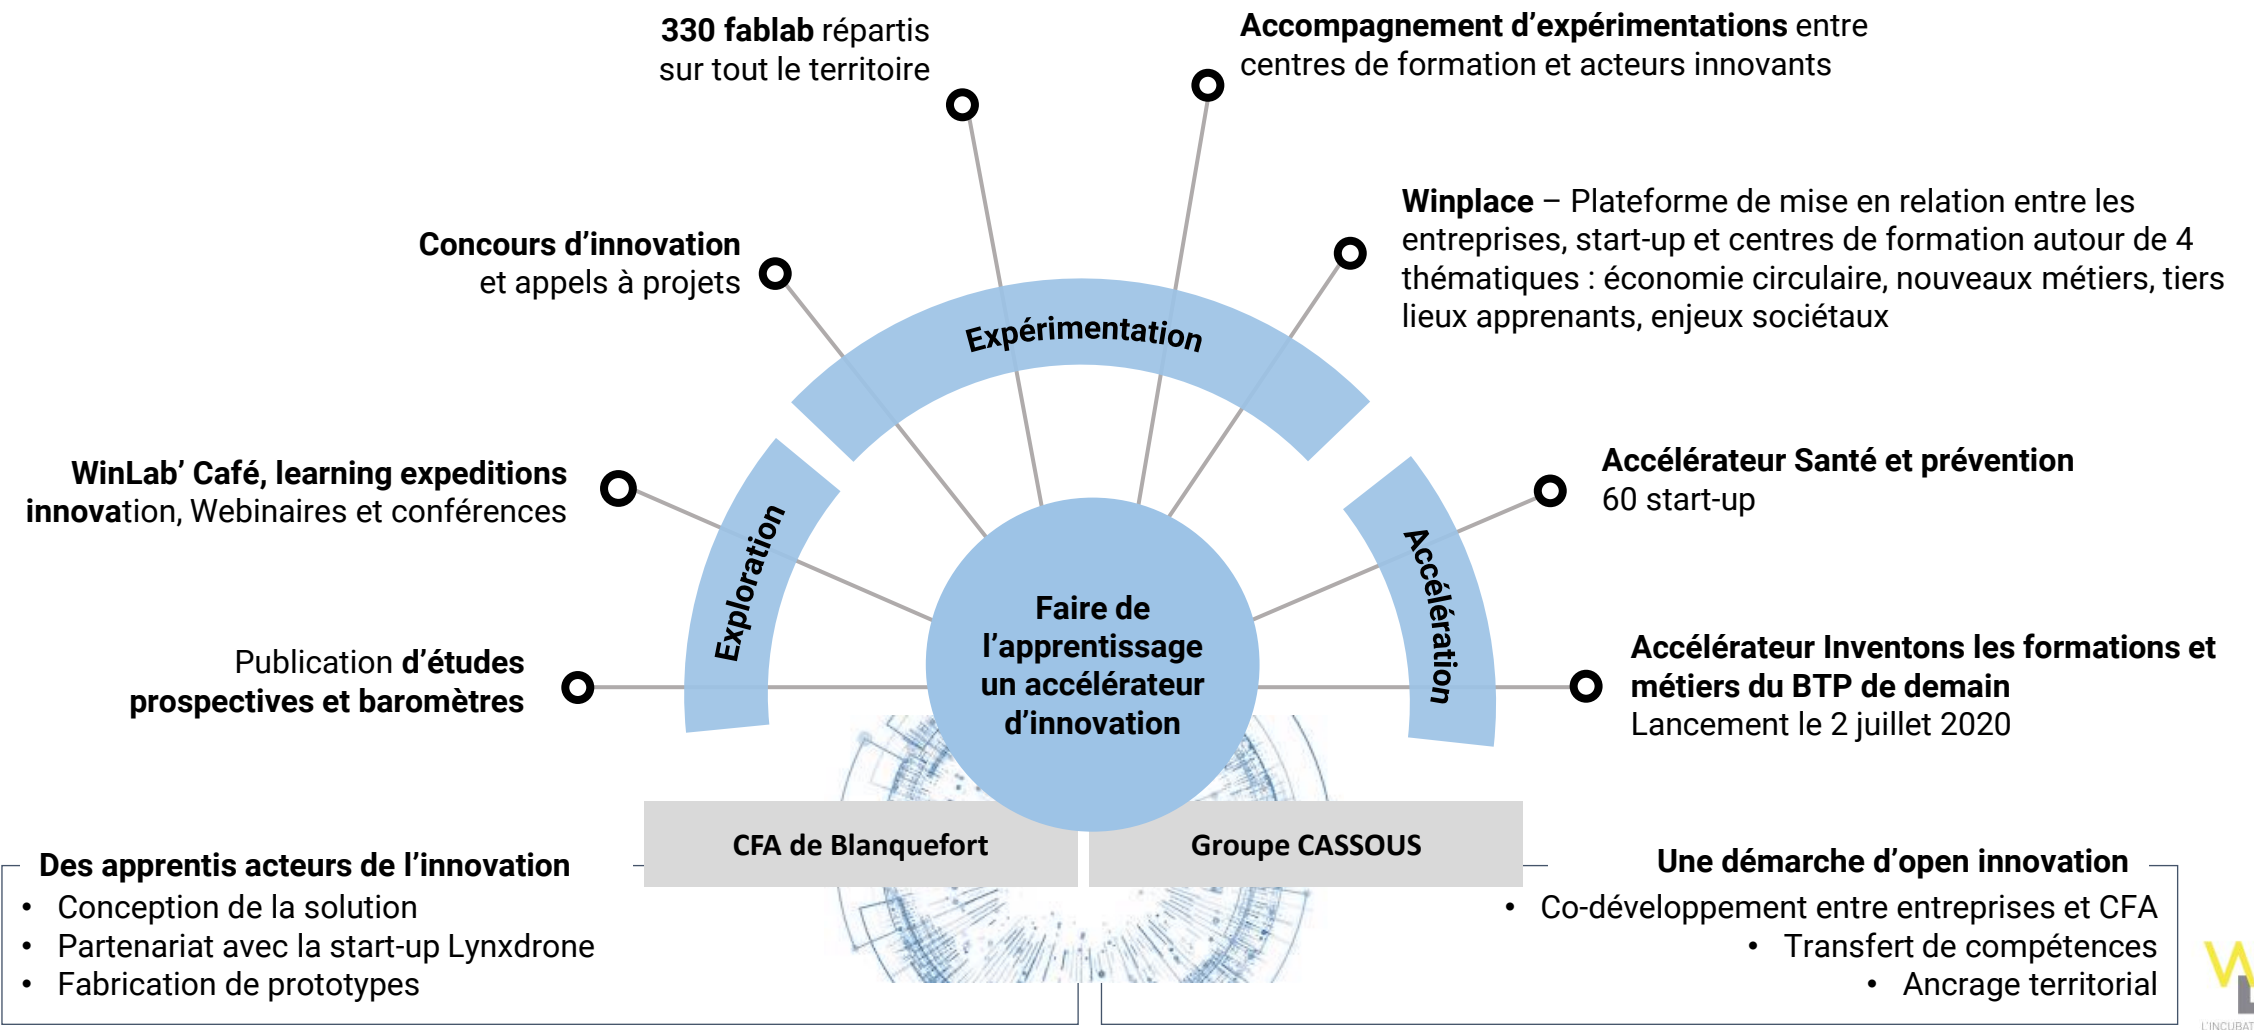 330 fablab répartis
sur tout le territoire
Accompagnement d’expérimentations entre
centres de formation et acteurs innovants
Concours d’innovation
et appels à projets
Winplace – Plateforme de mise en relation entre les
entreprises, start-up et centres de formation autour de 4
thématiques : économie circulaire, nouveaux métiers, tiers
lieux apprenants, enjeux sociétaux
Expérimentation
WinLab’ Café, learning expeditions
innovation, Webinaires et conférences
Exploration
Accélération
Accélérateur Santé et prévention
60 start-up
Publication d’études
prospectives et baromètres
Faire de
l’apprentissage
un accélérateur
d’innovation
Accélérateur Inventons les formations et
métiers du BTP de demain
Lancement le 2 juillet 2020
CFA de Blanquefort
Groupe CASSOUS
Des apprentis acteurs de l’innovation
• Conception de la solution
• Partenariat avec la start-up Lynxdrone
• Fabrication de prototypes
Une démarche d’open innovation
• Co-développement entre entreprises et CFA
• Transfert de compétences
• Ancrage territorial